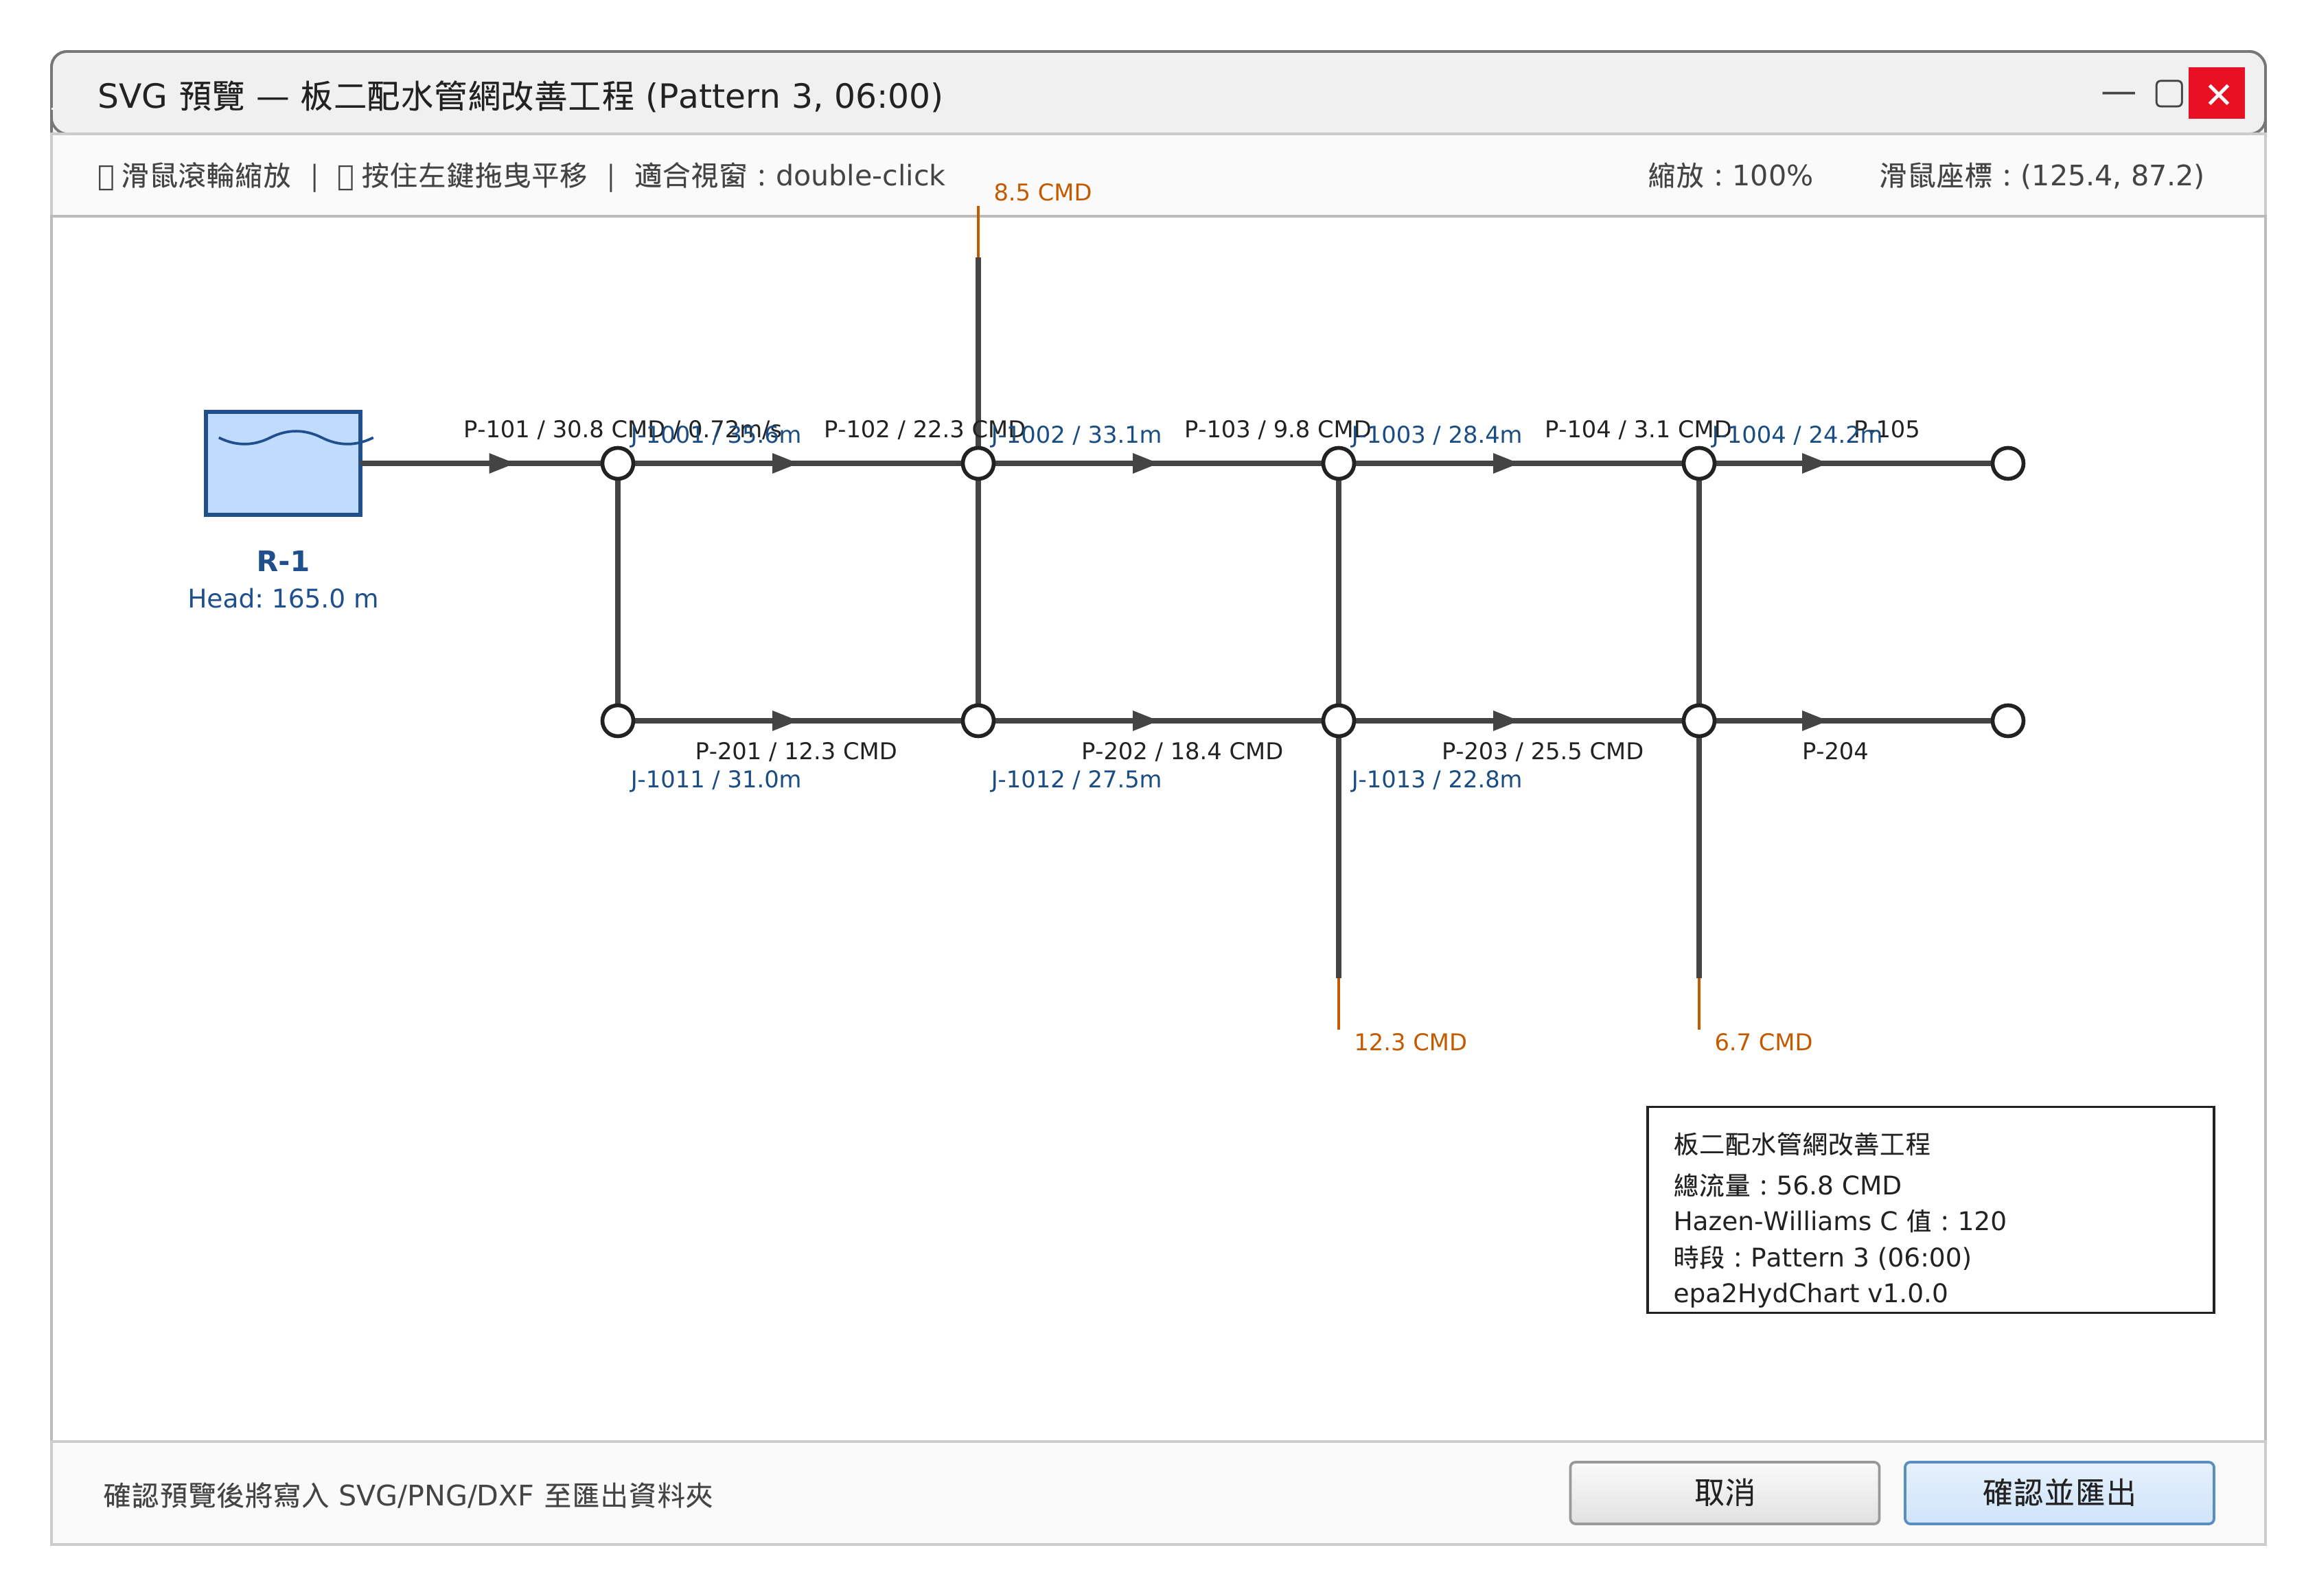 SVG 預覽 — 板二配水管網改善工程 (Pattern 3, 06:00)
滑鼠滾輪縮放 | 按住左鍵拖曳平移 | 適合視窗：double-click
縮放：100%
滑鼠座標：(125.4, 87.2)
8.5 CMD
P-101 / 30.8 CMD / 0.72m/s
J-1001 / 35.6m
P-102 / 22.3 CMD
J-1002 / 33.1m
P-103 / 9.8 CMD
J-1003 / 28.4m
P-104 / 3.1 CMD
J-1004 / 24.2m
P-105
R-1
Head: 165.0 m
P-201 / 12.3 CMD
P-202 / 18.4 CMD
P-203 / 25.5 CMD
P-204
J-1011 / 31.0m
J-1012 / 27.5m
J-1013 / 22.8m
12.3 CMD
6.7 CMD
板二配水管網改善工程
總流量：56.8 CMD
Hazen-Williams C 值：120
時段：Pattern 3 (06:00)
epa2HydChart v1.0.0
確認預覽後將寫入 SVG/PNG/DXF 至匯出資料夾
取消
確認並匯出